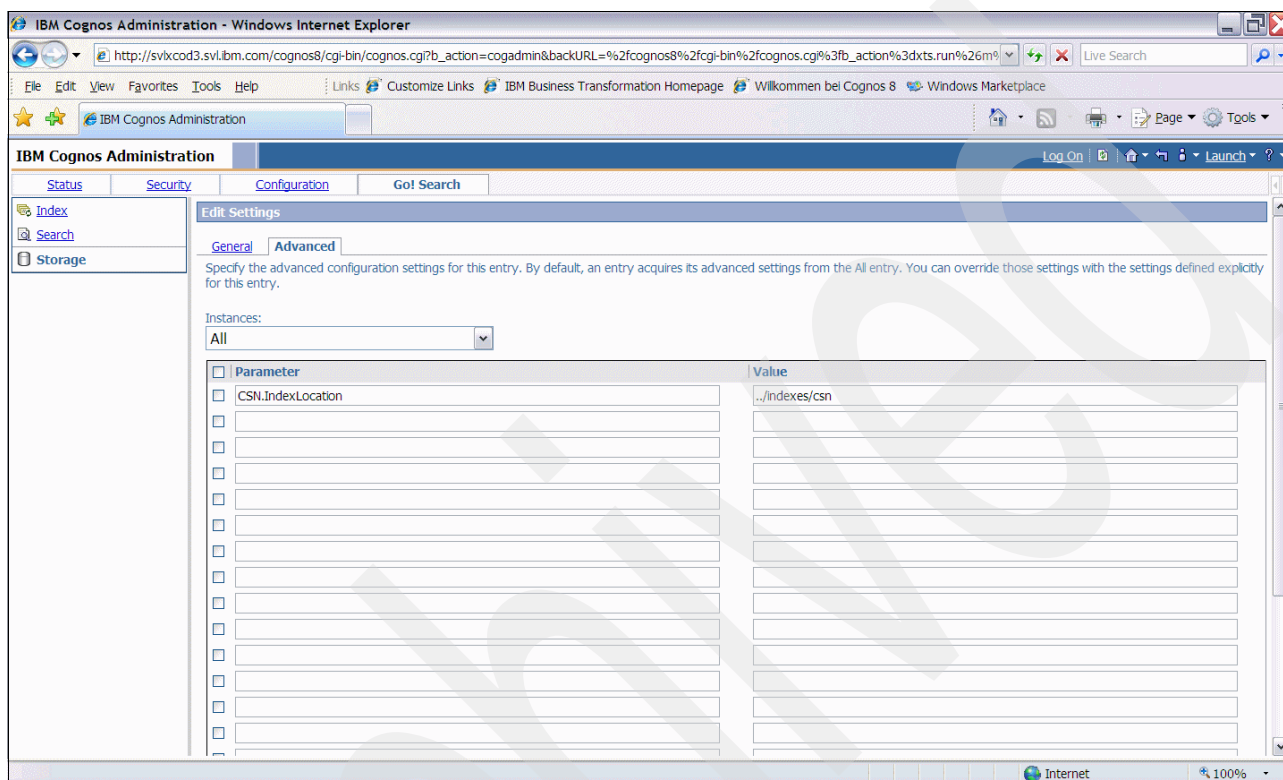 IBM Cognos Administration - Windows Internet Explorer
http://svixcod3.svl.ibm.com/cognos8/cgi-bin/cognos.cgi?b_action=cogadmin&backURL=%2fcognos8%2fcgi-bin%2fcognos.cgi%3fb_action%3dxts.run%26m%
Live Search
File Edit View Favorites Tools Help
Links Customize Links IBM Business Transformation Homepage Willkommen bei Cognos 8 Windows Marketplace
IBM Cognos Administration
Page Tools
IBM Cognos Administration
Log On Launch ?
Status Security Configuration Go! Search
Index
Search
Storage
Edit Settings
General Advanced
Specify the advanced configuration settings for this entry. By default, an entry acquires its advanced settings from the All entry. You can override those settings with the settings defined explicitly
for this entry.
Instances:
All
Parameter Value
CSN.IndexLocation ../indexes/csn
Internet 100%